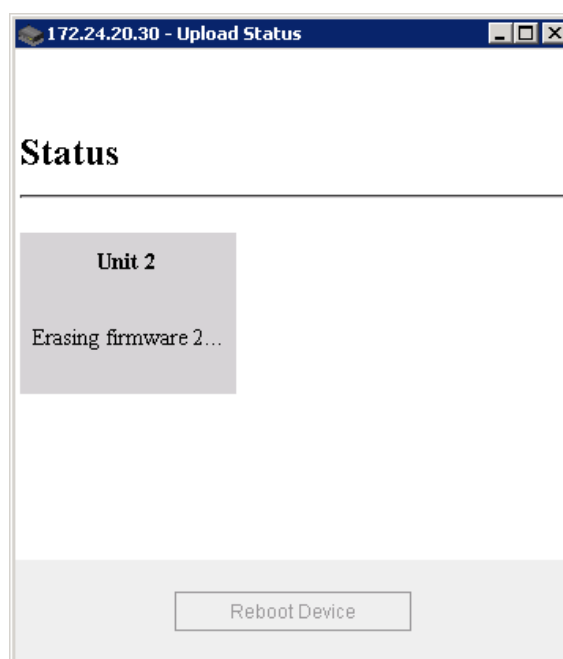 172.24.20.30 - Upload Status
Status
Unit 2
Erasing firmware 2...
Reboot Device